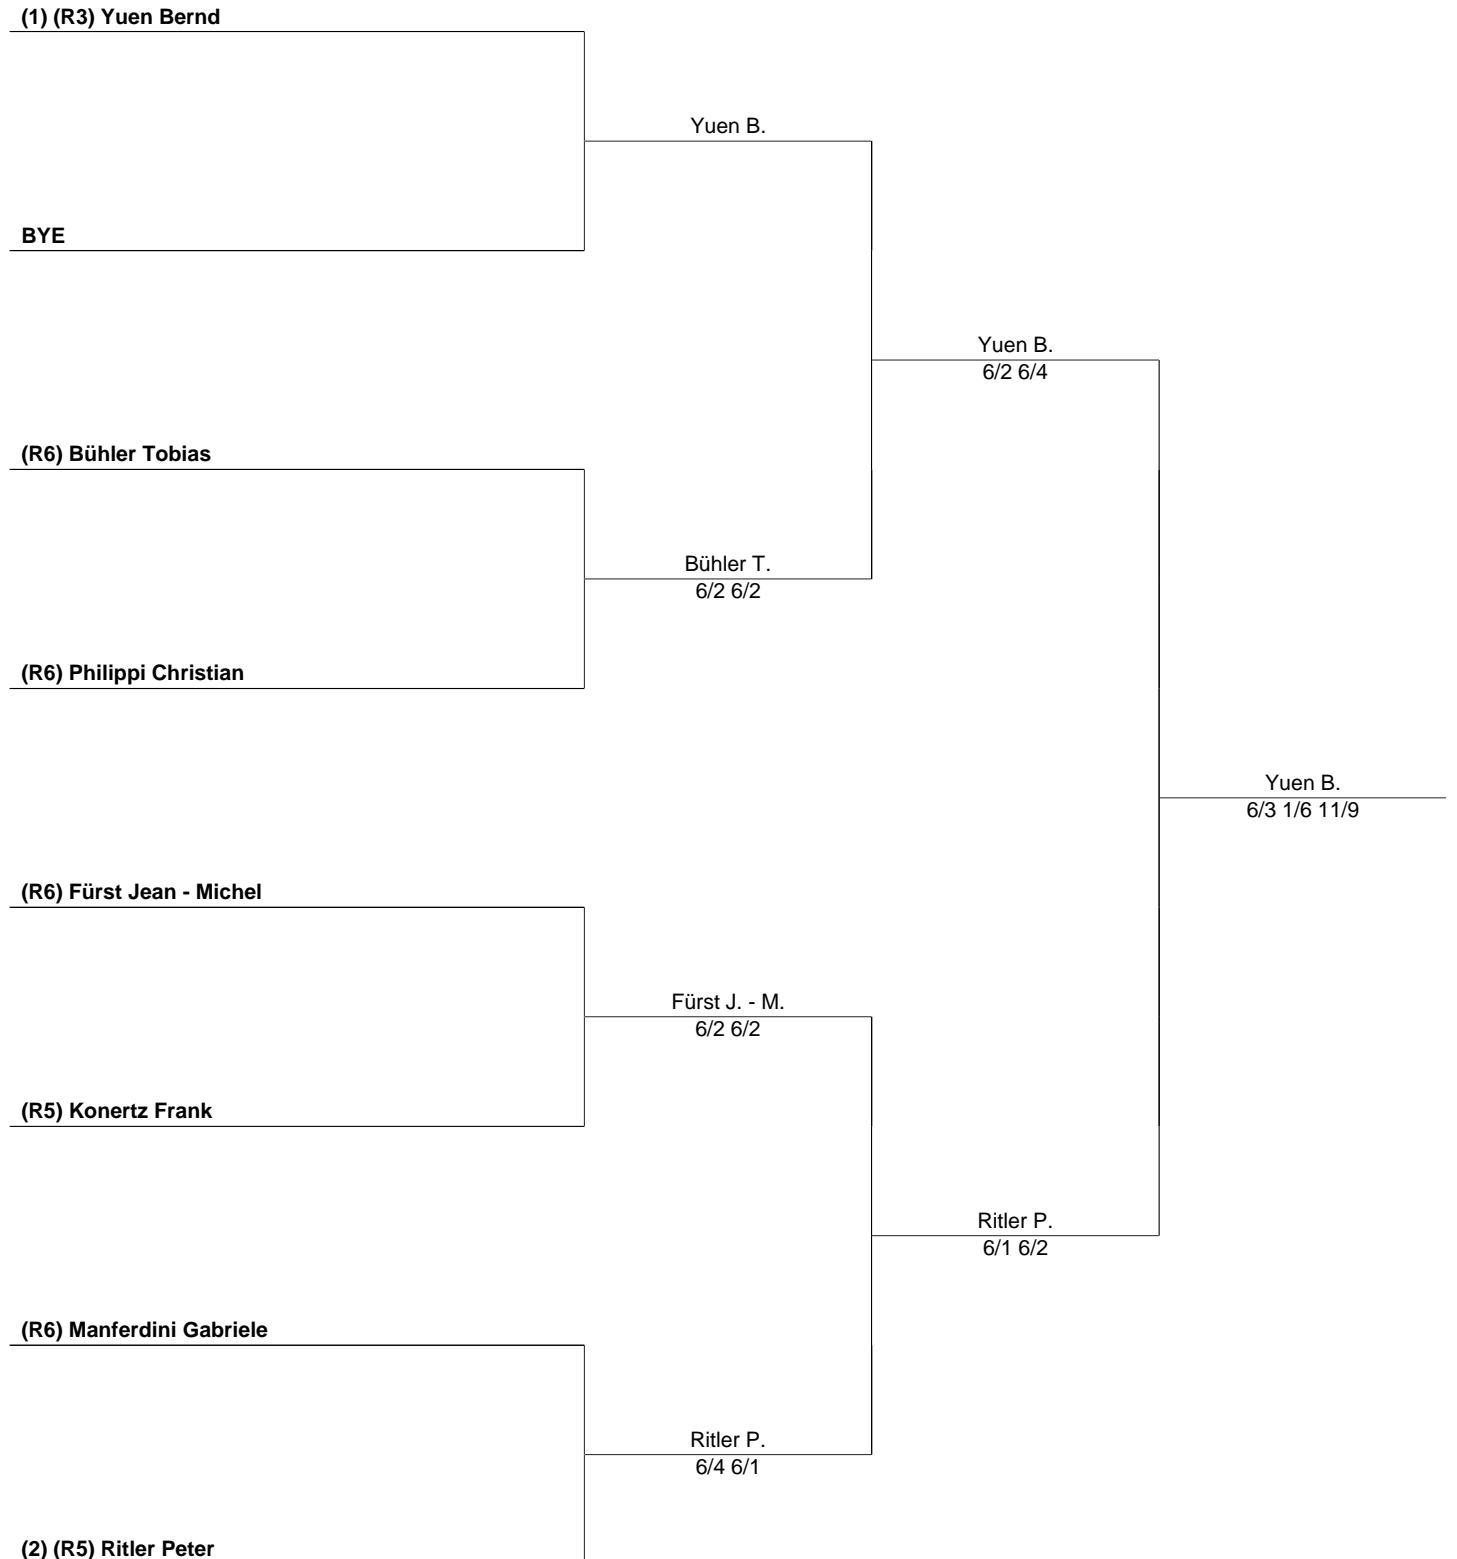 (1) (R3) Yuen Bernd
Yuen B.
BYE
Yuen B.
6/2 6/4
(R6) Bühler Tobias
Bühler T.
6/2 6/2
(R6) Philippi Christian
Yuen B.
6/3 1/6 11/9
(R6) Fürst Jean - Michel
Fürst J. - M.
6/2 6/2
(R5) Konertz Frank
Ritler P.
6/1 6/2
(R6) Manferdini Gabriele
Ritler P.
6/4 6/1
(2) (R5) Ritler Peter